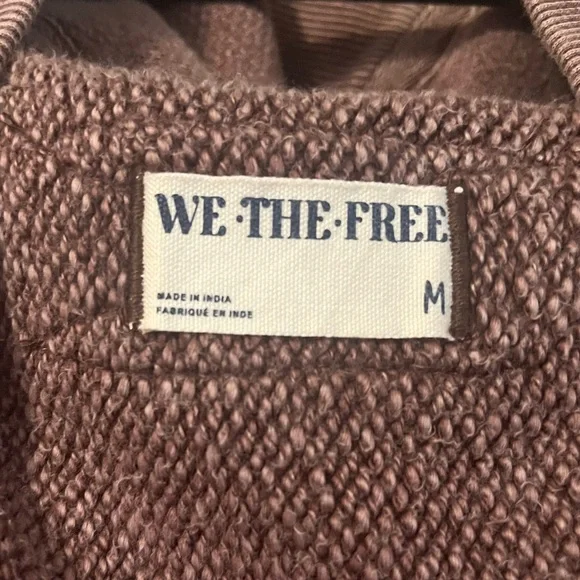 WE·THE·FREE
M
MADE IN INDIA
FABRIQUÉ EN INDE